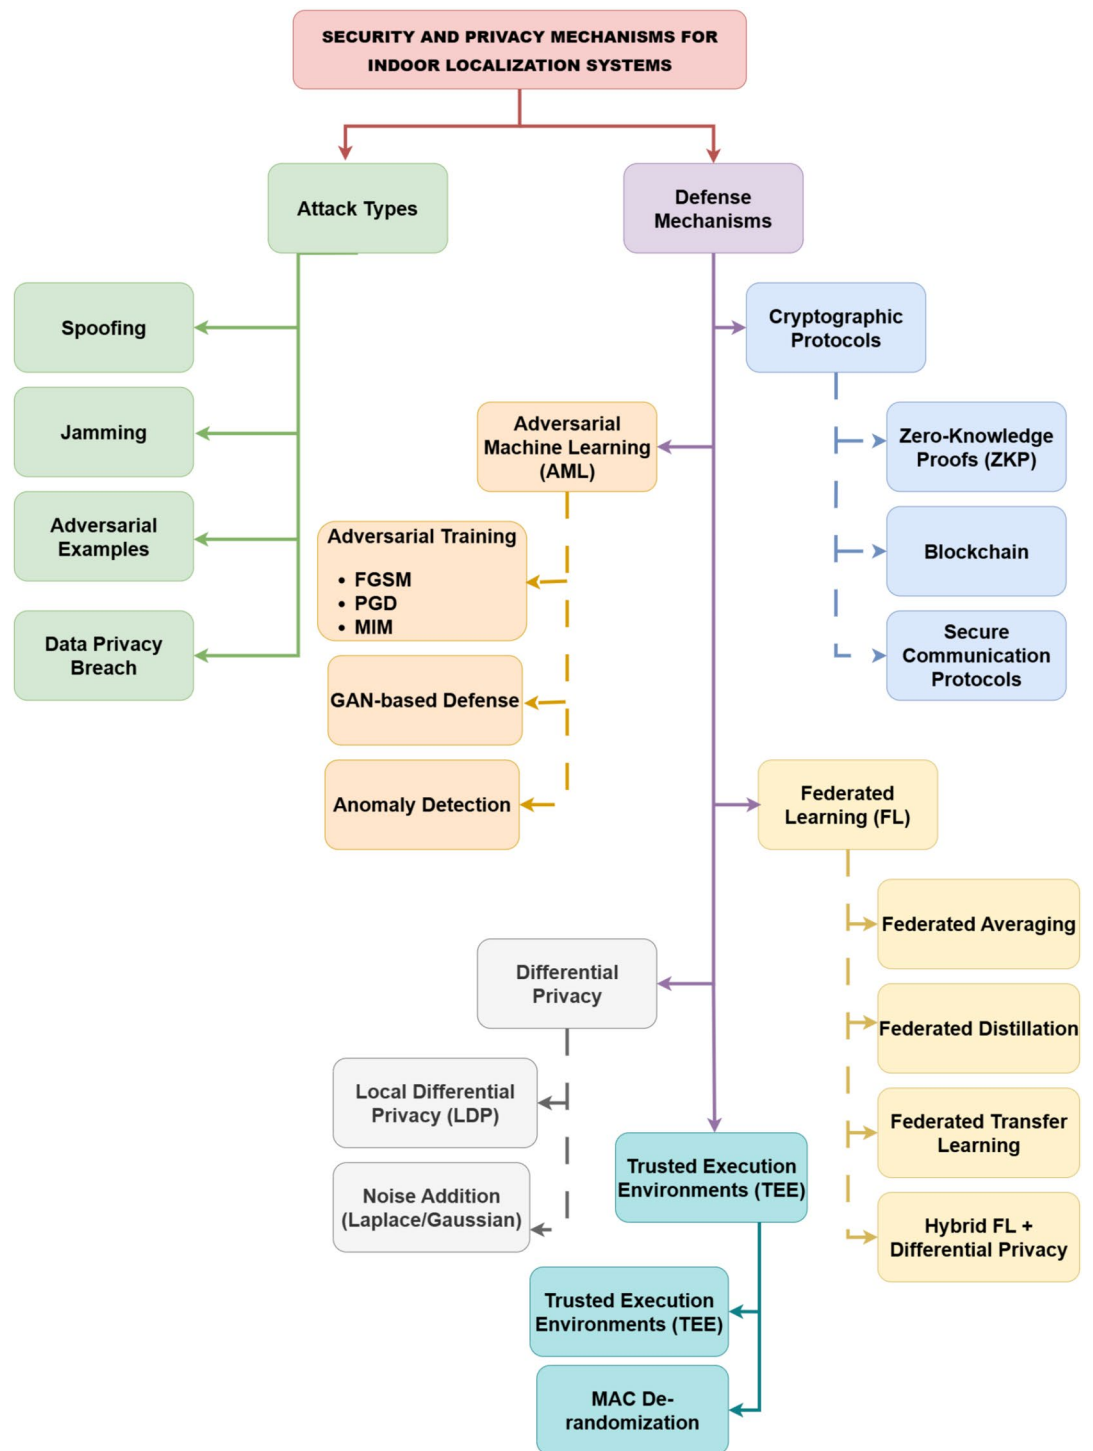 SECURITY AND PRIVACY MECHANISMS FOR
INDOOR LOCALIZATION SYSTEMS
Attack Types
Defense
Mechanisms
Spoofing
Jamming
Adversarial
Examples
Data Privacy
Breach
Cryptographic
Protocols
Zero-Knowledge
Proofs (ZKP)
Blockchain
Secure
Communication
Protocols
Adversarial
Machine Learning
(AML)
Adversarial Training
• FGSM
• PGD
• MIM
GAN-based Defense
Anomaly Detection
Federated
Learning (FL)
Federated Averaging
Federated Distillation
Federated Transfer
Learning
Hybrid FL +
Differential Privacy
Differential
Privacy
Local Differential
Privacy (LDP)
Noise Addition
(Laplace/Gaussian)
Trusted Execution
Environments (TEE)
Trusted Execution
Environments (TEE)
MAC De-
randomization